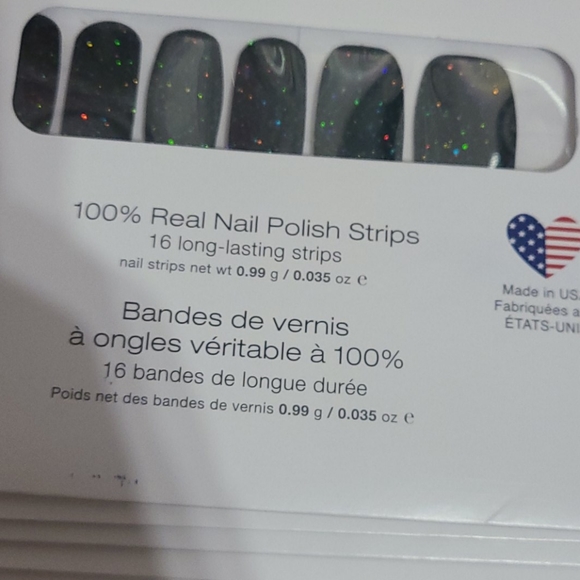 100% Real Nail Polish Strips
16 long-lasting strips
nail strips net wt 0.99 g / 0.035 oz ℮
Bandes de vernis
à ongles véritable à 100%
16 bandes de longue durée
Poids net des bandes de vernis 0.99 g / 0.035 oz ℮
Made in US
Fabriquées a
ÉTATS-UNI